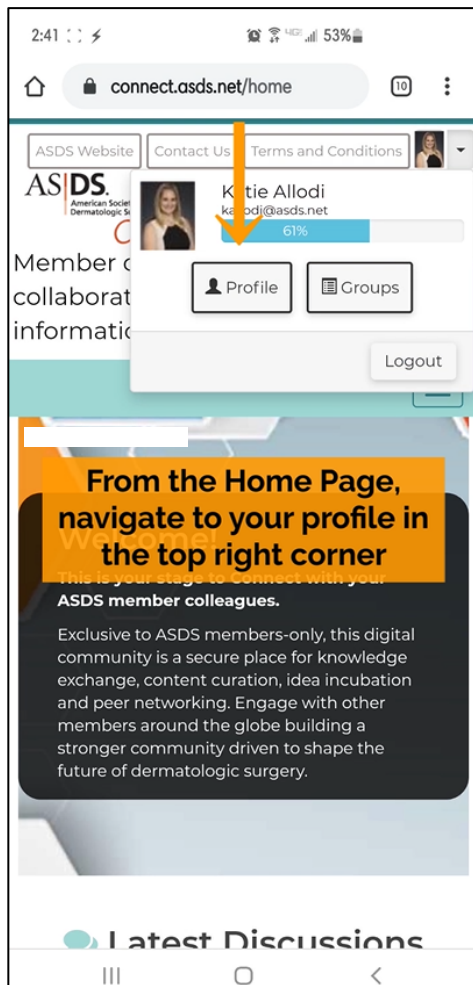 2:41 53%
connect.asds.net/home 10
ASDS Website Contact Us Terms and Conditions
ASDS.
American Socie
Dermatologic S
C
Katie Allodi
kallodi@asds.net
61%
Member
collaborat
informati
Profile Groups
Logout
From the Home Page,
navigate to your profile in
the top right corner
Welcome!
This is your stage to Connect with your
ASDS member colleagues.
Exclusive to ASDS members-only, this digital
community is a secure place for knowledge
exchange, content curation, idea incubation
and peer networking. Engage with other
members around the globe building a
stronger community driven to shape the
future of dermatologic surgery.
Latest Discussions